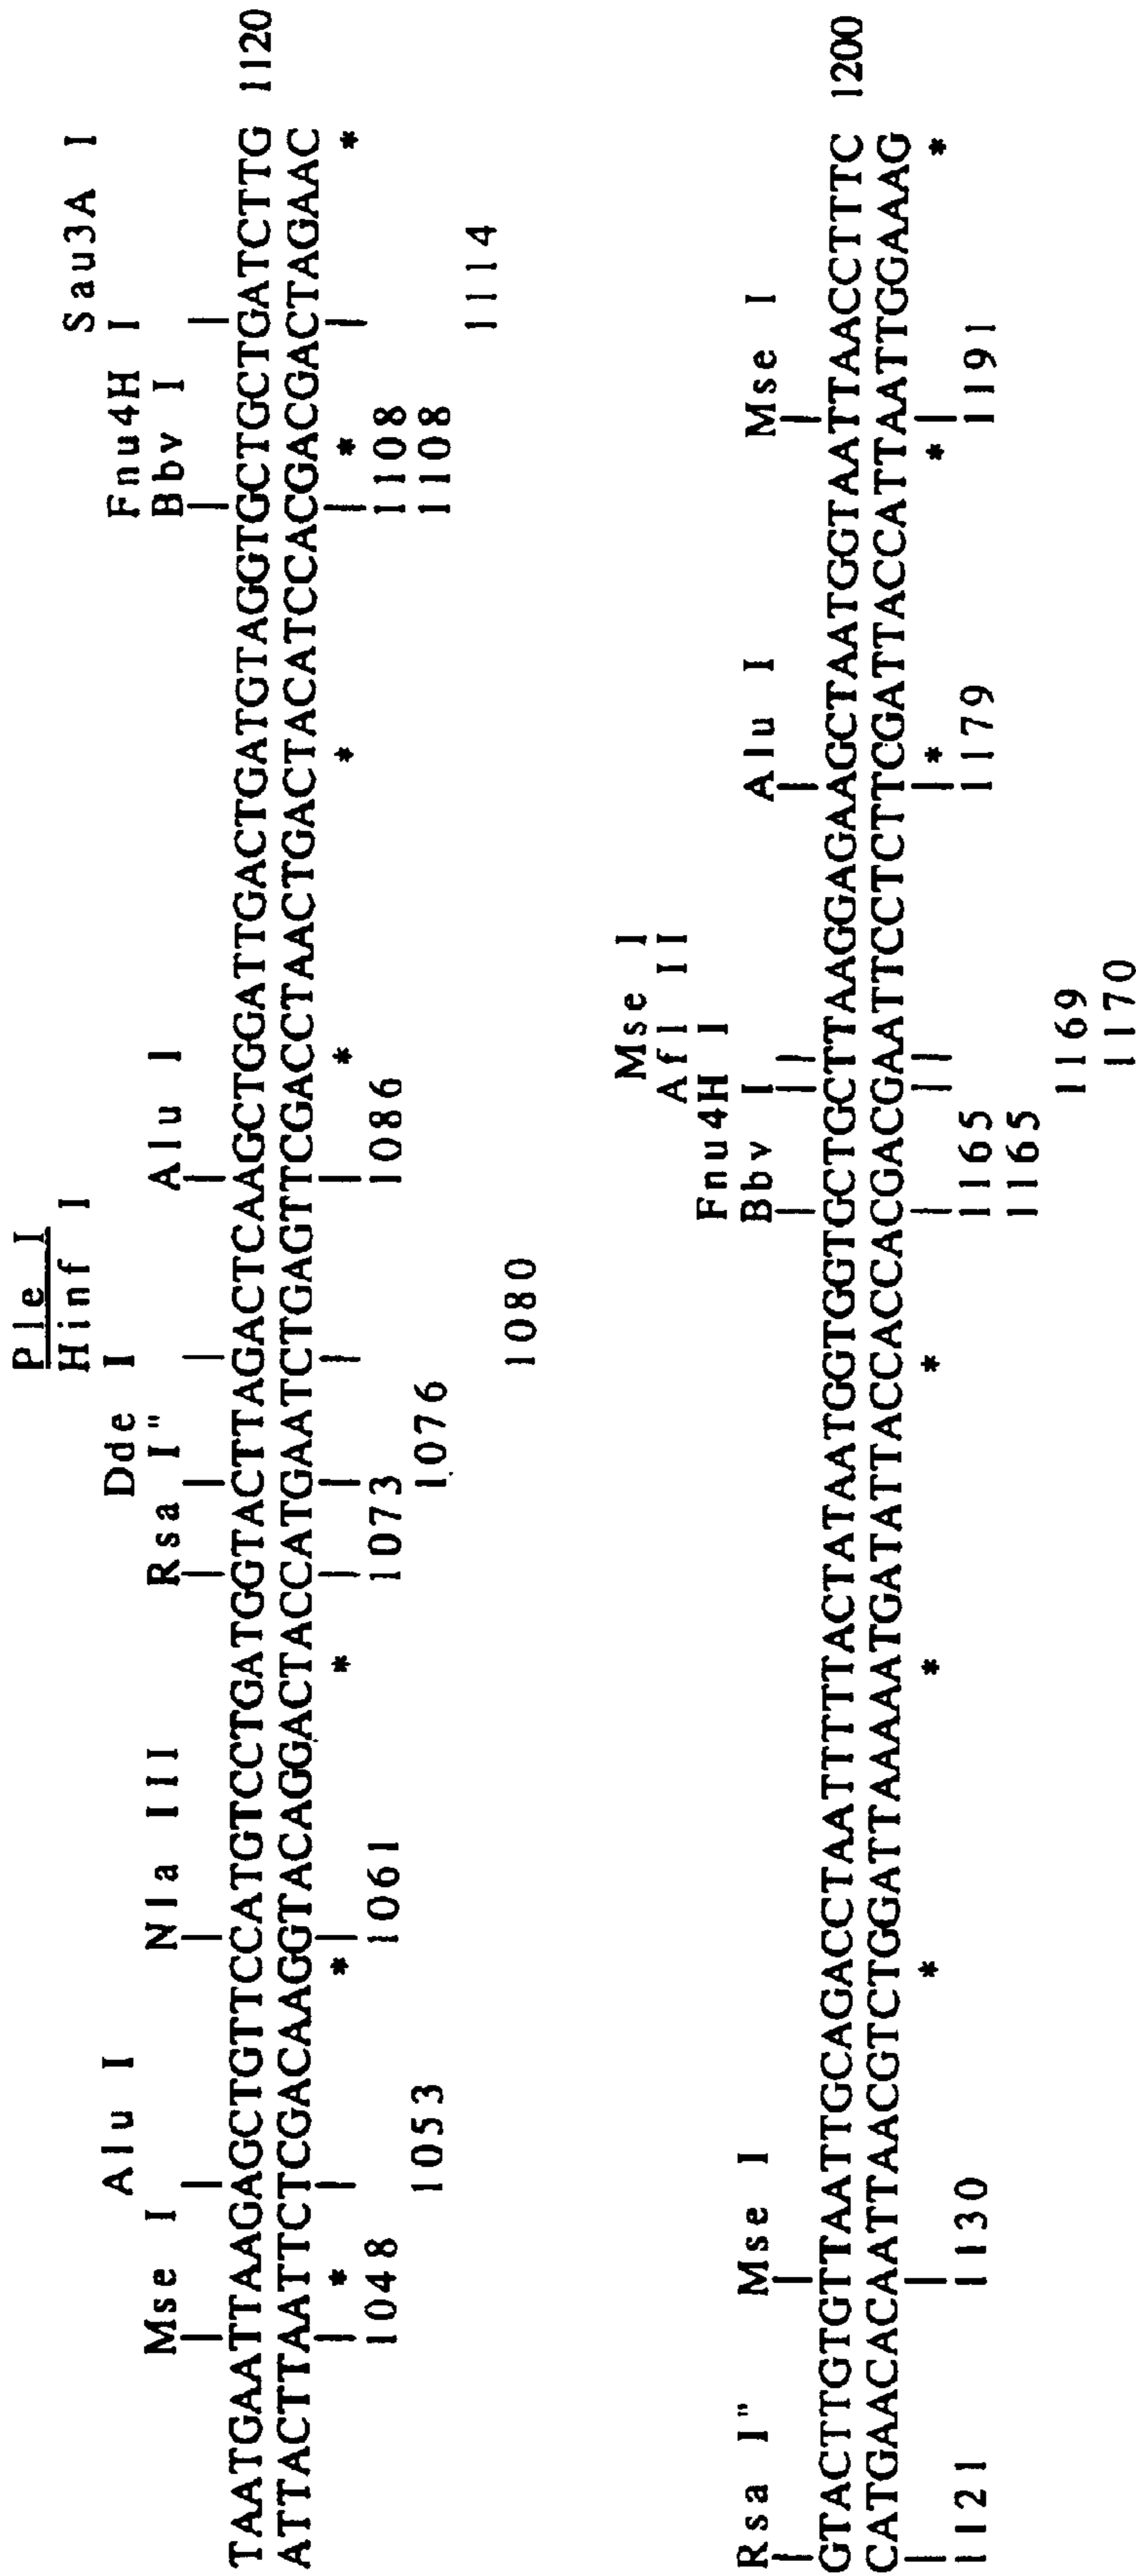 Ple I
Hinf I Sau3A I
Alu I Dde I Fnu4H I
Mse I Nla III Rsa I" Alu I Bbv I
TAATGAATTAAGAGCTGTTCCATGTCCTGATGGTACTTAGACTCAAGCTGGATTGACTGATGTAGGTGCTGCTGATCTTG 1120
ATTACTTAATTCTCGACAAGGTACAGGACTACCATGAATCTGAGTTCGACCTAACTGACTACATCCACGACGACTAGAAC
* * * * * * *
1048 1061 1073 1086 1108
1053 1076 1108
1114
1080
Mse I
Afl II
Fnu4H I
Rsa I" Mse I Bbv I Alu I Mse I
GTACTTGTGTTAATTGCAGACCTAATTTTTACTATAATGGTGGTGCTGCTTAAGGAGAAGCTAATGGTAATTAACCTTTC 1200
CATGAACACAATTAACGTCTGGATTAAAAATGATATTACCACCACGACGAATTCCTCTTCGATTACCATTAATTGGAAAG
* * * * * *
1121 1130 1165 1179 1191
1165
1169
1170